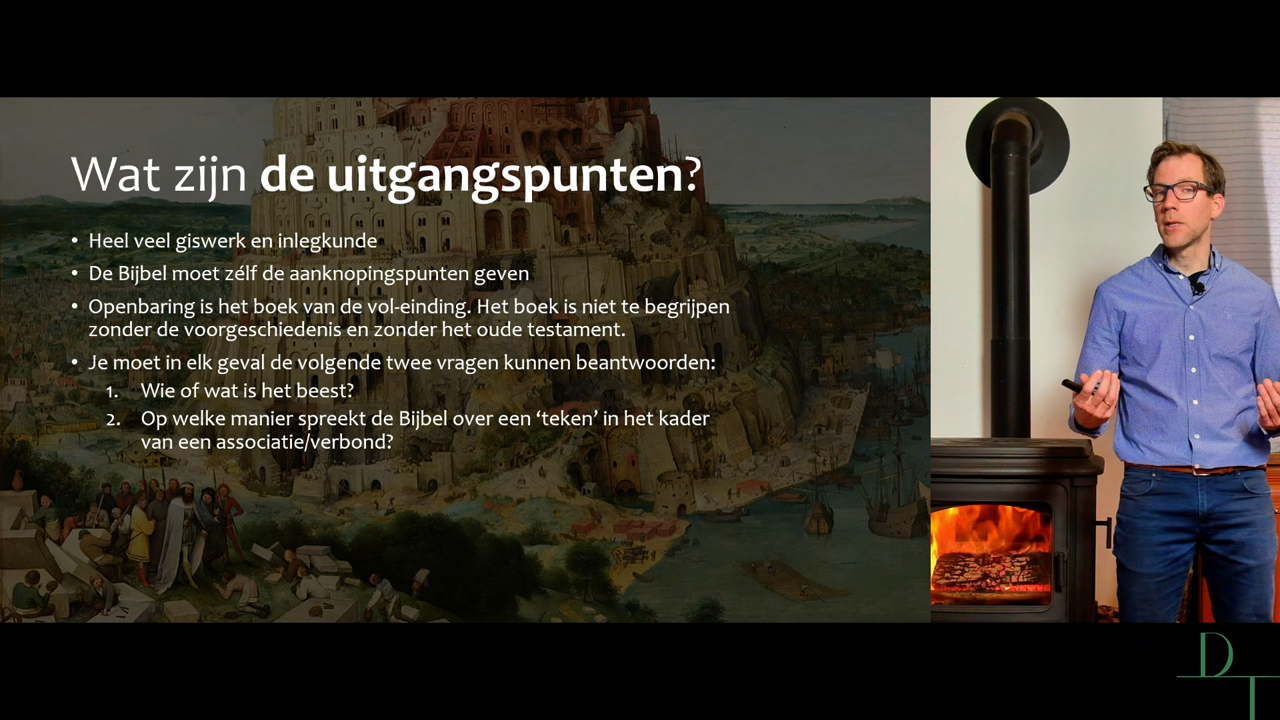 Wat zijn de uitgangspunten?
• Heel veel giswerk en inlegkunde
• De Bijbel moet zélf de aanknopingspunten geven
• Openbaring is het boek van de vol-einding. Het boek is niet te begrijpen
zonder de voorgeschiedenis en zonder het oude testament.
• Je moet in elk geval de volgende twee vragen kunnen beantwoorden:
1. Wie of wat is het beest?
2. Op welke manier spreekt de Bijbel over een ‘teken’ in het kader
van een associatie/verbond?
DT